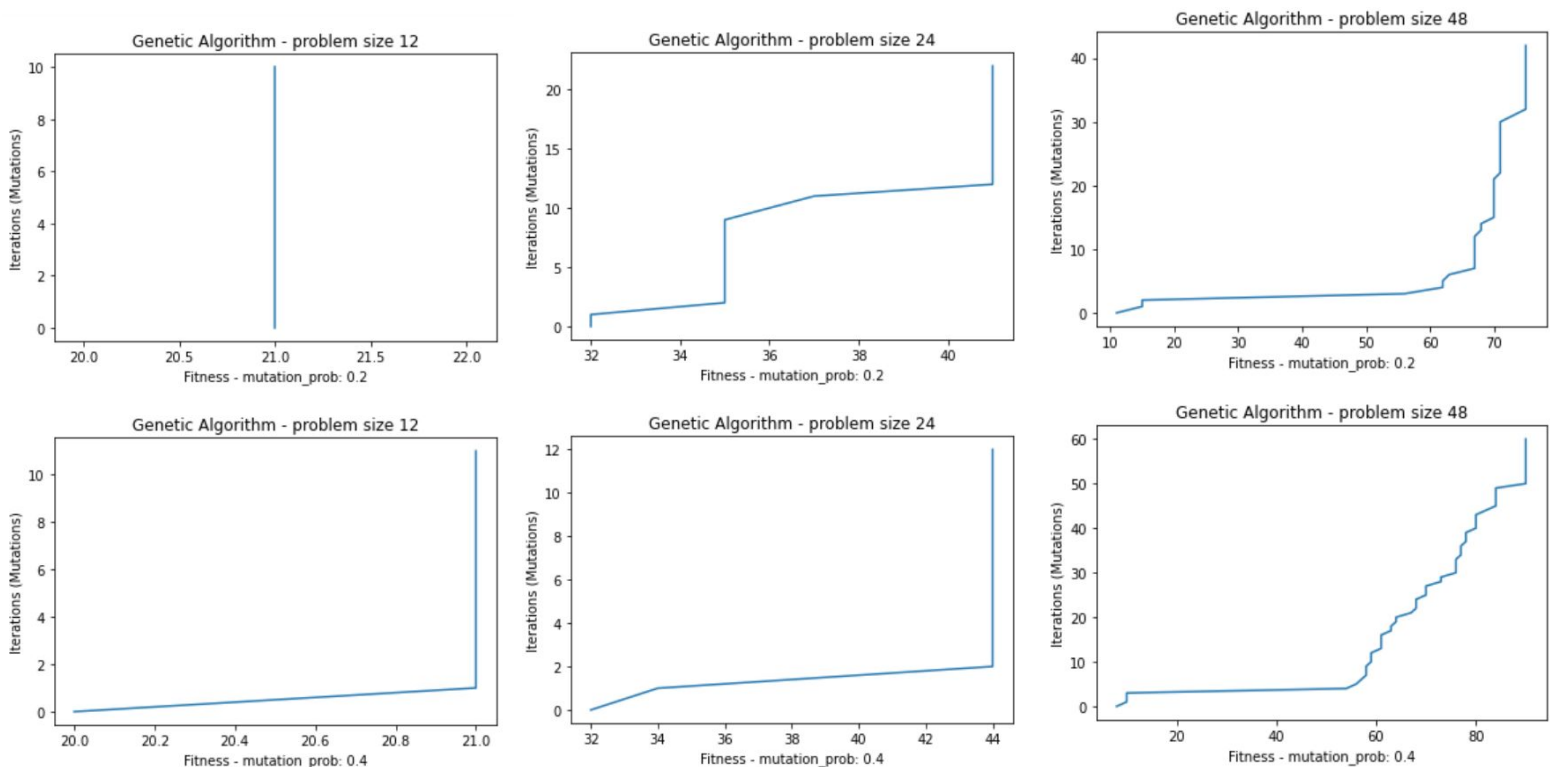 Genetic Algorithm - problem size 12
10
8
6
4
2
0
Iterations (Mutations)
20.0 20.5 21.0 21.5 22.0
Fitness - mutation_prob: 0.2
Genetic Algorithm - problem size 24
20
15
10
5
0
Iterations (Mutations)
32 34 36 38 40
Fitness - mutation_prob: 0.2
Genetic Algorithm - problem size 48
40
30
20
10
0
Iterations (Mutations)
10 20 30 40 50 60 70
Fitness - mutation_prob: 0.2
Genetic Algorithm - problem size 12
10
8
6
4
2
0
Iterations (Mutations)
20.0 20.2 20.4 20.6 20.8 21.0
Fitness - mutation_prob: 0.4
Genetic Algorithm - problem size 24
12
10
8
6
4
2
0
Iterations (Mutations)
32 34 36 38 40 42 44
Fitness - mutation_prob: 0.4
Genetic Algorithm - problem size 48
60
50
40
30
20
10
0
Iterations (Mutations)
20 40 60 80
Fitness - mutation_prob: 0.4